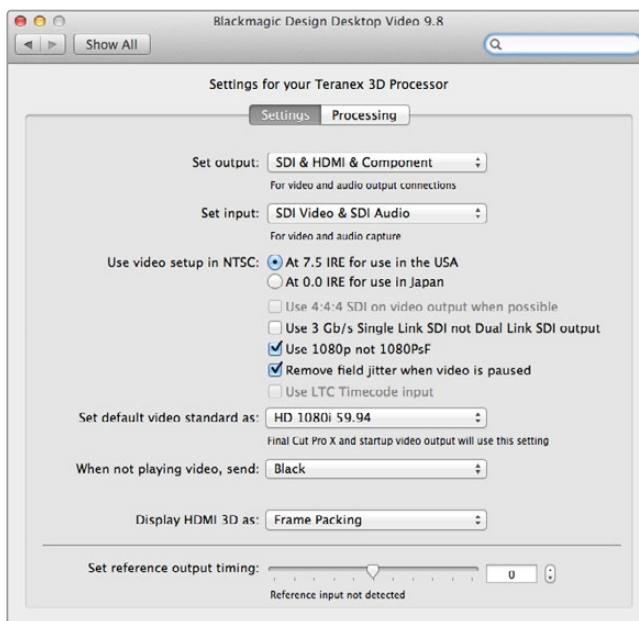 Blackmagic Design Desktop Video 9.8
Show All
Settings for your Teranex 3D Processor
Settings Processing
Set output: SDI & HDMI & Component
For video and audio output connections
Set input: SDI Video & SDI Audio
For video and audio capture
Use video setup in NTSC: At 7.5 IRE for use in the USA
At 0.0 IRE for use in Japan
Use 4:4:4 SDI on video output when possible
Use 3 Gb/s Single Link SDI not Dual Link SDI output
Use 1080p not 1080PsF
Remove field jitter when video is paused
Use LTC Timecode input
Set default video standard as: HD 1080i 59.94
Final Cut Pro X and startup video output will use this setting
When not playing video, send: Black
Display HDMI 3D as: Frame Packing
Set reference output timing: 0
Reference input not detected